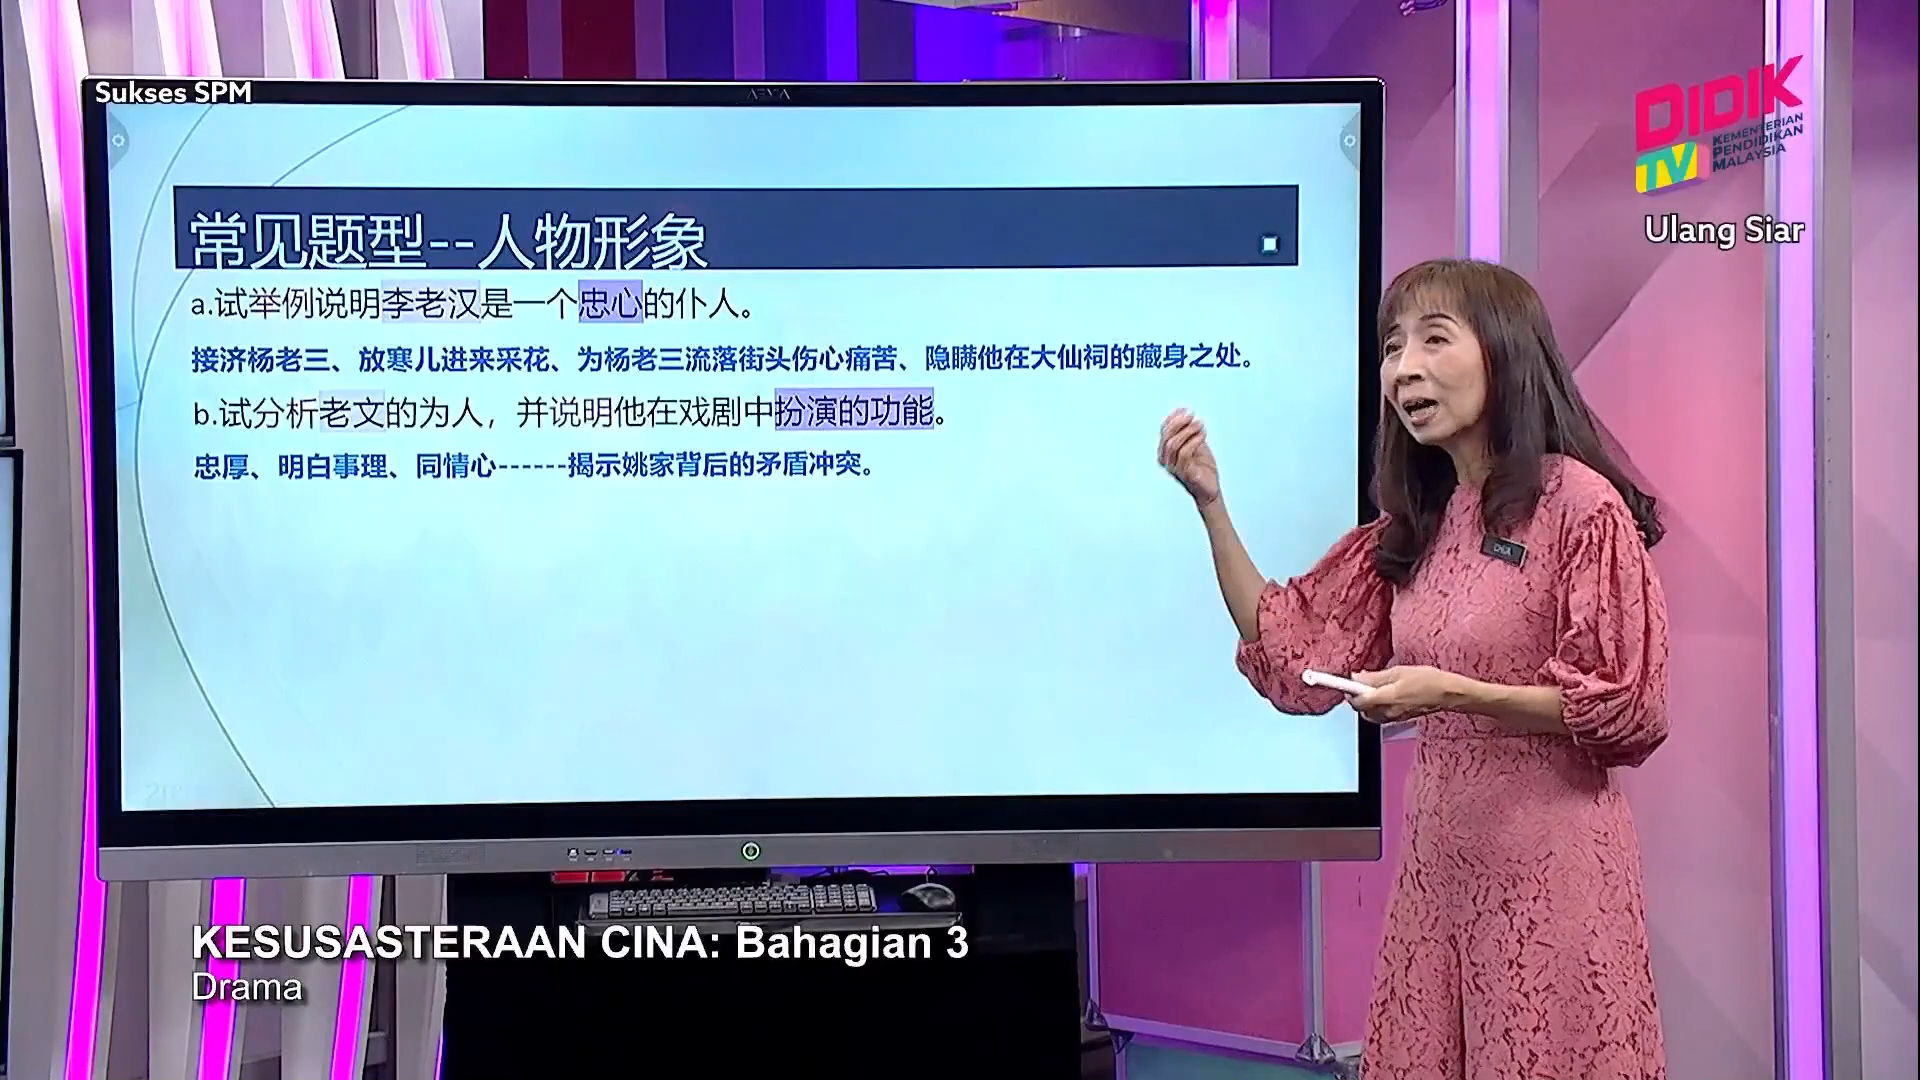 Sukses SPM
DIDIK
TV
KEMENTERIAN
PENDIDIKAN
MALAYSIA
Ulang Siar
常见题型--人物形象
a.试举例说明李老汉是一个忠心的仆人。
接济杨老三、放寒儿进来采花、为杨老三流落街头伤心痛苦、隐瞒他在大仙祠的藏身之处。
b.试分析老文的为人，并说明他在戏剧中扮演的功能。
忠厚、明白事理、同情心------揭示姚家背后的矛盾冲突。
KESUSASTERAAN CINA: Bahagian 3
Drama